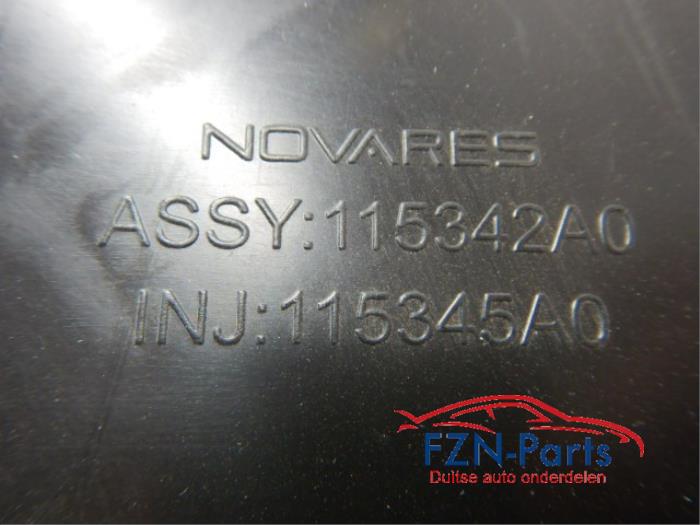 NOVARES
ASSY:115342A0
INJ:115345A0
FZN-Parts
Duitse auto onderdelen